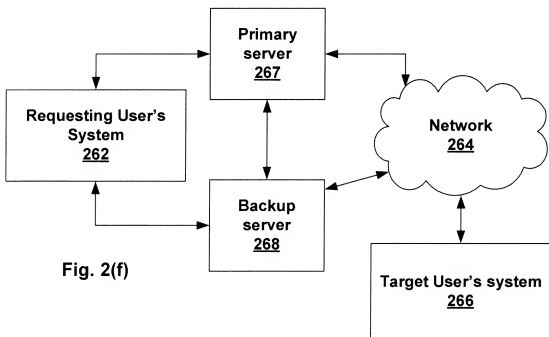 Primary
server
267
Requesting User's
System
262
Network
264
Backup
server
268
Fig. 2(f)
Target User's system
266